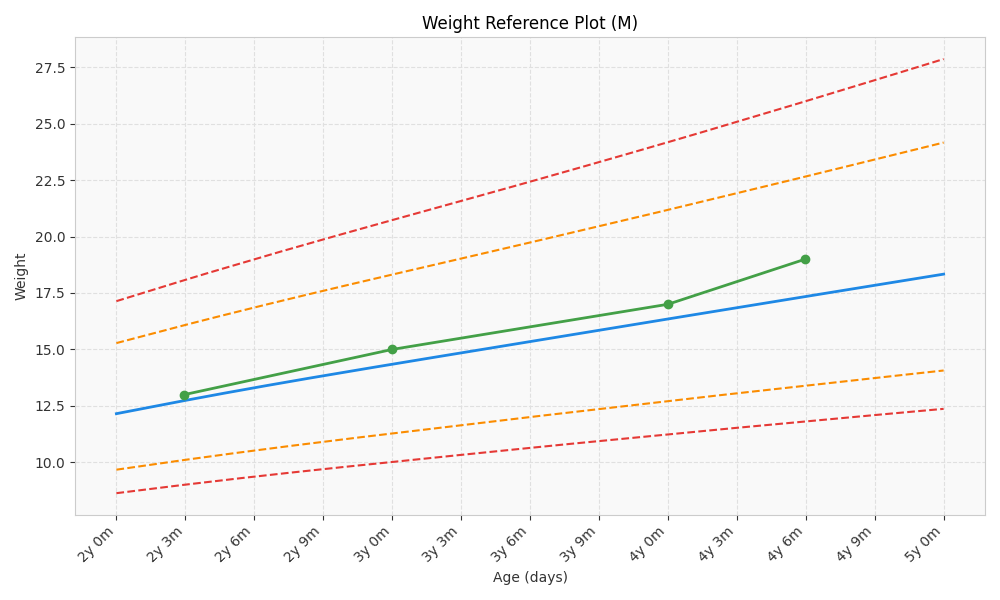 Weight Reference Plot (M)
27.5
25.0
22.5
20.0
17.5
15.0
12.5
10.0
Weight
2y 0m
2y 3m
2y 6m
2y 9m
3y 0m
3y 3m
3y 6m
3y 9m
4y 0m
4y 3m
4y 6m
4y 9m
5y 0m
Age (days)